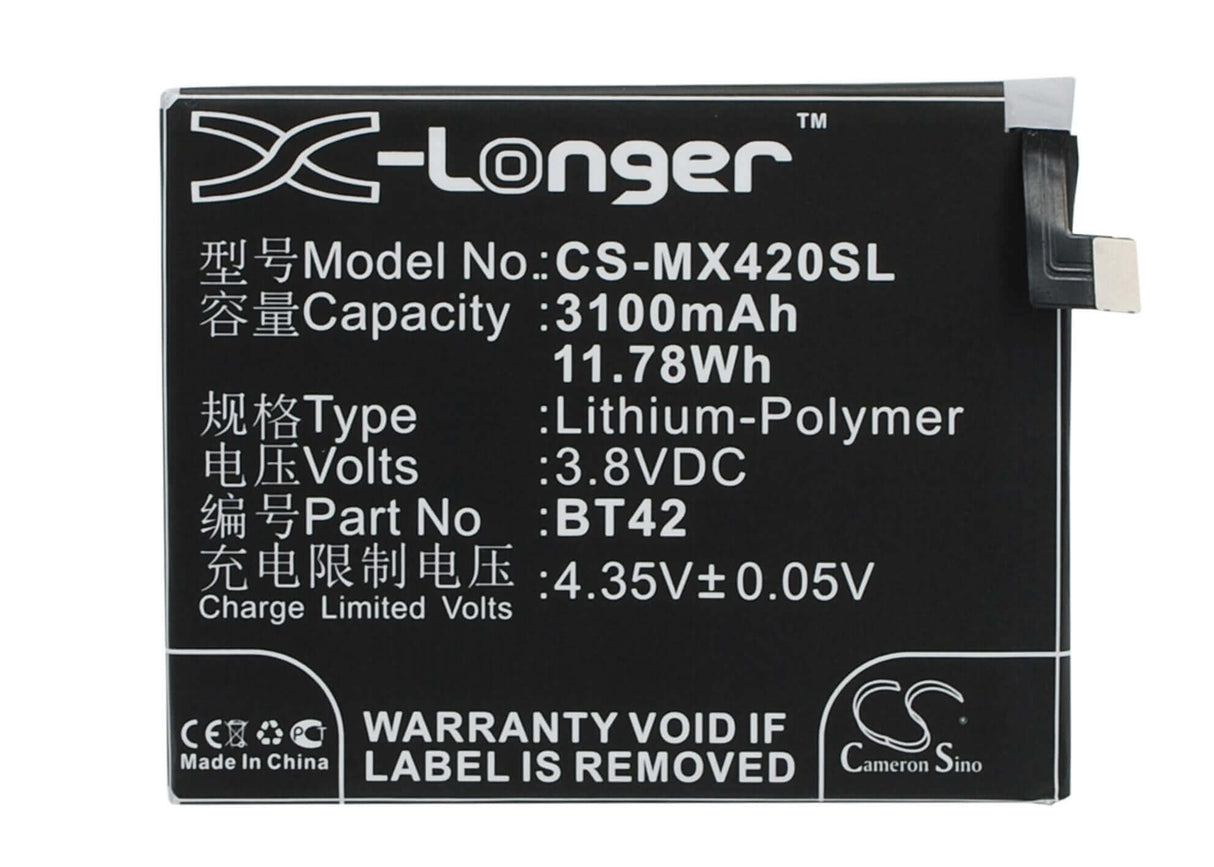 X-Longer™
型号Model No.:CS-MX420SL
容量Capacity :3100mAh
11.78Wh
规格Type :Lithium-Polymer
电压Volts :3.8VDC
编号Part No :BT42
充电限制电压 :4.35V±0.05V
Charge Limited Volts
CE PCT
Made In China
WARRANTY VOID IF
LABEL IS REMOVED
CS
Cameron Sino